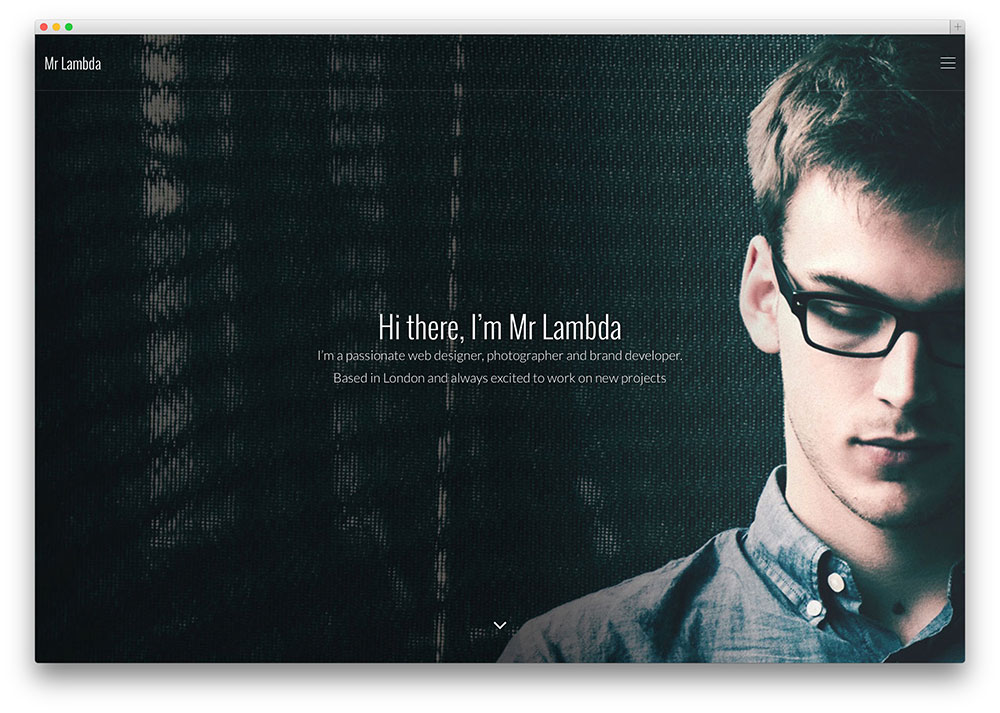 Mr Lambda
Hi there, I’m Mr Lambda
I’m a passionate web designer, photographer and brand developer.
Based in London and always excited to work on new projects